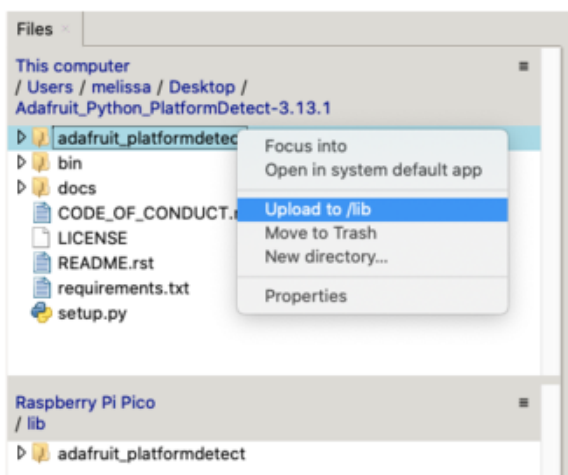 Files
This computer
/ Users / melissa / Desktop /
Adafruit_Python_PlatformDetect-3.13.1
adafruit_platformdetec
bin
docs
CODE_OF_CONDUCT.
LICENSE
README.rst
requirements.txt
setup.py
Focus into
Open in system default app
Upload to /lib
Move to Trash
New directory...
Properties
Raspberry Pi Pico
/ lib
adafruit_platformdetect